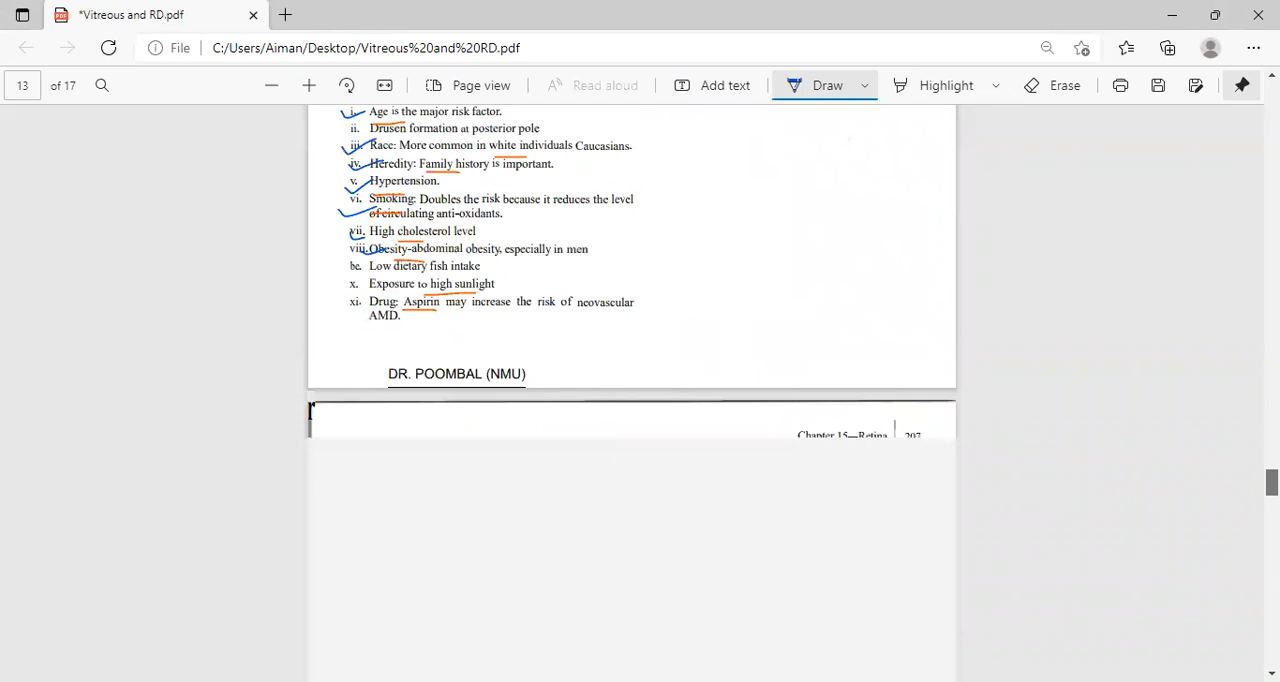 *Vitreous and RD.pdf
File
C:/Users/Aiman/Desktop/Vitreous%20and%20RD.pdf
13 of 17
Page view
Read aloud
Add text
Draw
Highlight
Erase
i. Age is the major risk factor.
ii. Drusen formation at posterior pole
iii. Race: More common in white individuals Caucasians.
iv. Heredity: Family history is important.
v. Hypertension.
vi. Smoking: Doubles the risk because it reduces the level
of circulating anti-oxidants.
vii. High cholesterol level
viii. Obesity-abdominal obesity, especially in men
be. Low dietary fish intake
x. Exposure to high sunlight
xi. Drug: Aspirin may increase the risk of neovascular
AMD.
DR. POOMBAL (NMU)
r
Chapter 15—Retina 207